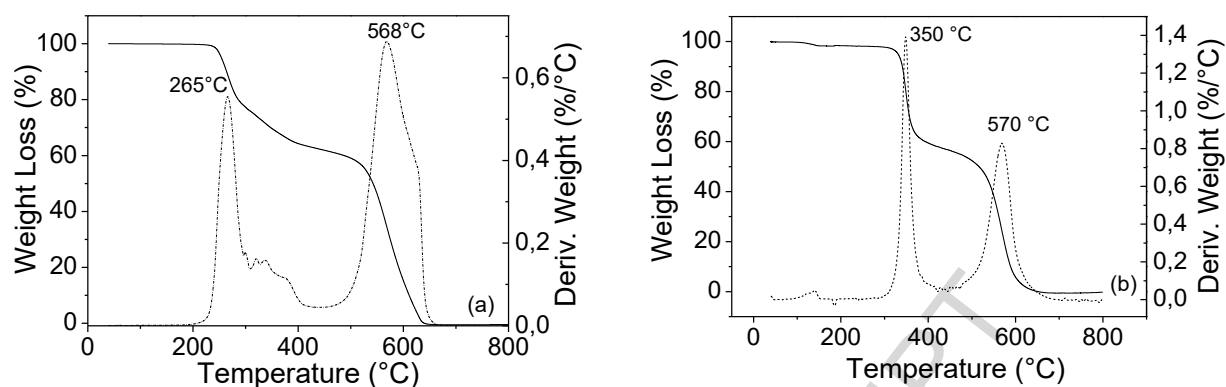 568°C
265°C
100
80
60
40
20
0
0,6
0,4
0,2
0,0
Weight Loss (%)
Deriv. Weight (%/°C)
(a)
0
200
400
600
800
Temperature (°C)
350 °C
570 °C
100
80
60
40
20
0
1,4
1,2
1,0
0,8
0,6
0,4
0,2
0,0
Weight Loss (%)
Deriv. Weight (%/°C)
(b)
0
200
400
600
800
Temperature (°C)
PT